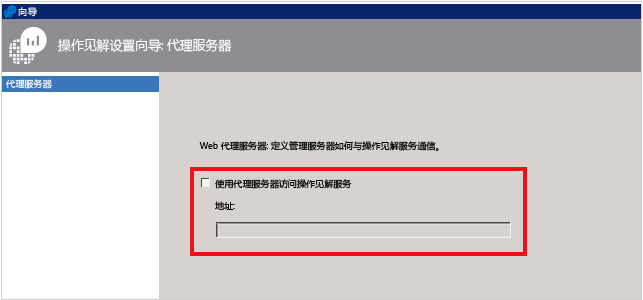 向导
操作见解设置向导: 代理服务器
代理服务器
Web 代理服务器: 定义管理服务器如何与操作见解服务通信。
使用代理服务器访问操作见解服务
地址: